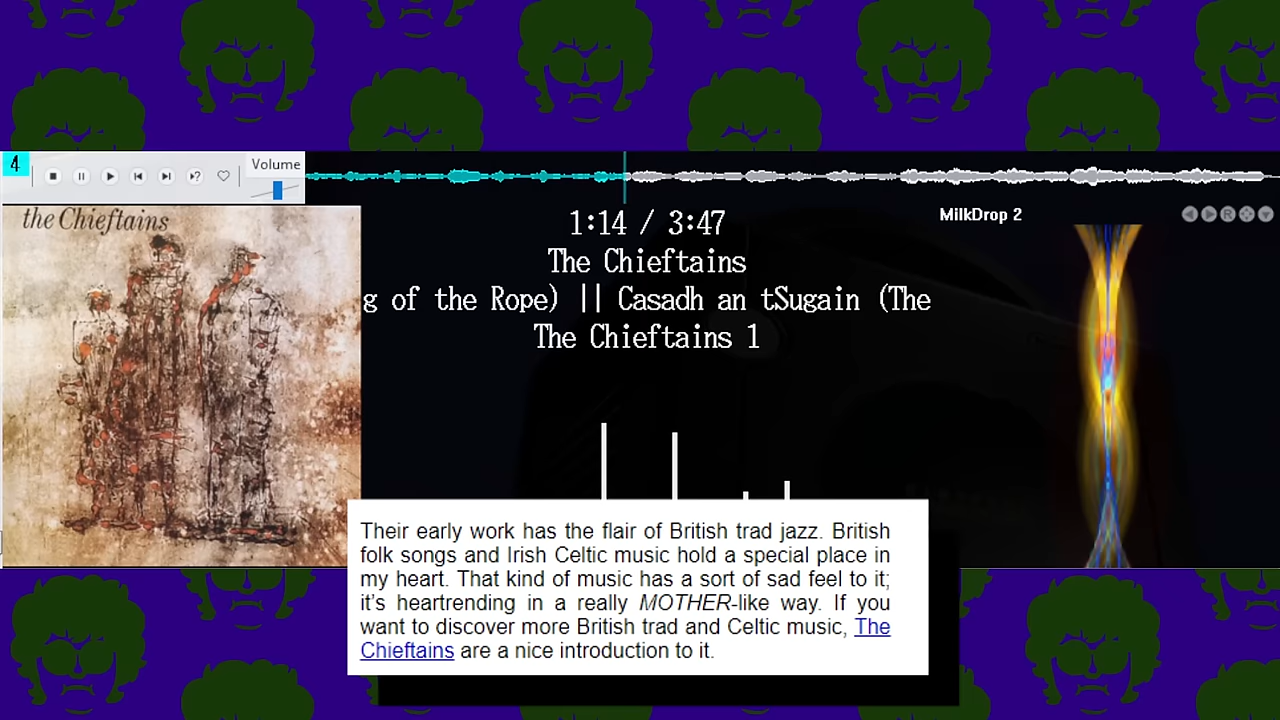 4
Volume
the Chieftains
1:14 / 3:47
The Chieftains
g of the Rope) || Casadh an tSugain (The
The Chieftains 1
MilkDrop 2
R
Their early work has the flair of British trad jazz. British
folk songs and Irish Celtic music hold a special place in
my heart. That kind of music has a sort of sad feel to it;
it’s heartrending in a really MOTHER-like way. If you
want to discover more British trad and Celtic music, The
Chieftains are a nice introduction to it.